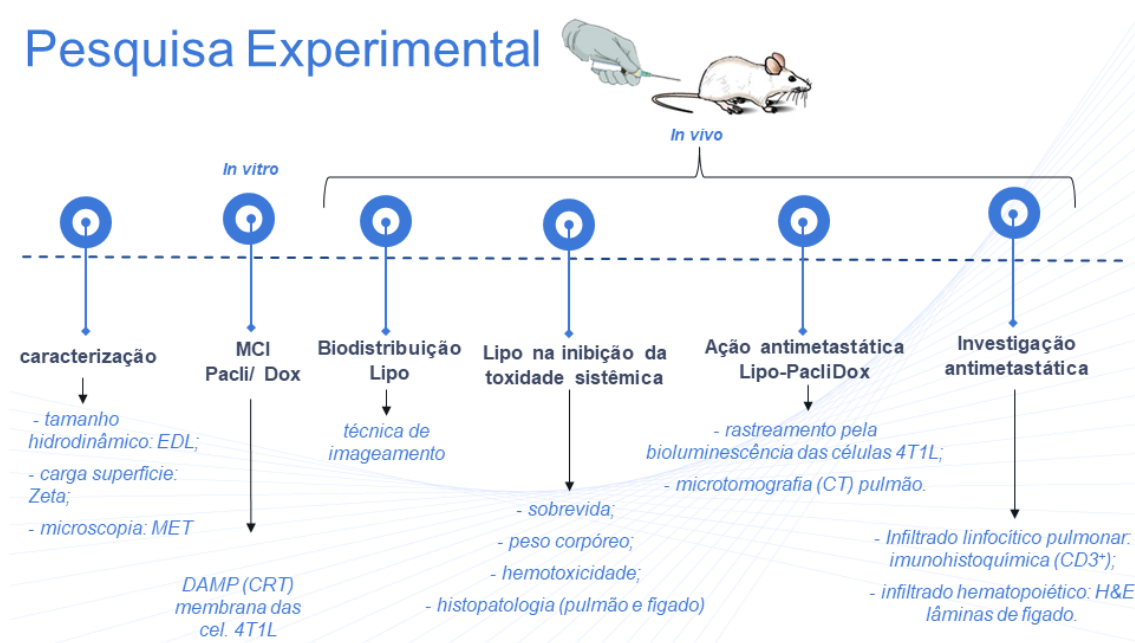 Pesquisa Experimental
In vivo
In vitro
caracterização
- tamanho
hidrodinâmico: EDL;
- carga superfície:
Zeta;
- microscopia: MET
MCI
Pacli/ Dox
DAMP (CRT)
membrana das
cel. 4T1L
Biodistribuição
Lipo
técnica de
imageamento
Lipo na inibição da
toxidade sistêmica
- sobrevida;
- peso corpóreo;
- hemotoxicidade;
- histopatologia (pulmão e fígado)
Ação antimetastática
Lipo-PacliDox
- rastreamento pela
bioluminescência das células 4T1L;
- microtomografia (CT) pulmão.
Investigação
antimetastática
- Infiltrado linfocítico pulmonar:
imunohistoquímica (CD3⁺);
- infiltrado hematopoiético: H&E
lâminas de fígado.